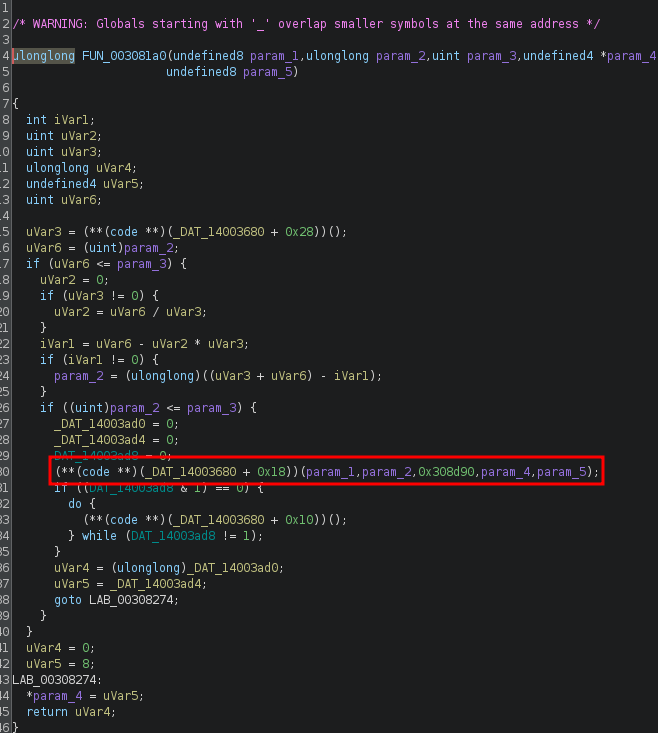 1
2 /* WARNING: Globals starting with '_' overlap smaller symbols at the same address */
3
4 ulonglong FUN_003081a0(undefined8 param_1,ulonglong param_2,uint param_3,undefined4 *param_4
5                        undefined8 param_5)
6
7 {
8   int iVar1;
9   uint uVar2;
10   uint uVar3;
11   ulonglong uVar4;
12   undefined4 uVar5;
13   uint uVar6;
14
15   uVar3 = (**(code **)(_DAT_14003680 + 0x28))();
16   uVar6 = (uint)param_2;
17   if (uVar6 <= param_3) {
18     uVar2 = 0;
19     if (uVar3 != 0) {
20       uVar2 = uVar6 / uVar3;
21     }
22     iVar1 = uVar6 - uVar2 * uVar3;
23     if (iVar1 != 0) {
24       param_2 = (ulonglong)((uVar3 + uVar6) - iVar1);
25     }
26     if ((uint)param_2 <= param_3) {
27       _DAT_14003ad0 = 0;
28       _DAT_14003ad4 = 0;
29       DAT_14003ad8 = 0;
30       (**(code **)(_DAT_14003680 + 0x18))(param_1,param_2,0x308d90,param_4,param_5);
31       if ((DAT_14003ad8 & 1) == 0) {
32         do {
33           (**(code **)(_DAT_14003680 + 0x10))();
34         } while (DAT_14003ad8 != 1);
35       }
36       uVar4 = (ulonglong)_DAT_14003ad0;
37       uVar5 = _DAT_14003ad4;
38       goto LAB_00308274;
39     }
40   }
41   uVar4 = 0;
42   uVar5 = 8;
43 LAB_00308274:
44   *param_4 = uVar5;
45   return uVar4;
46 }